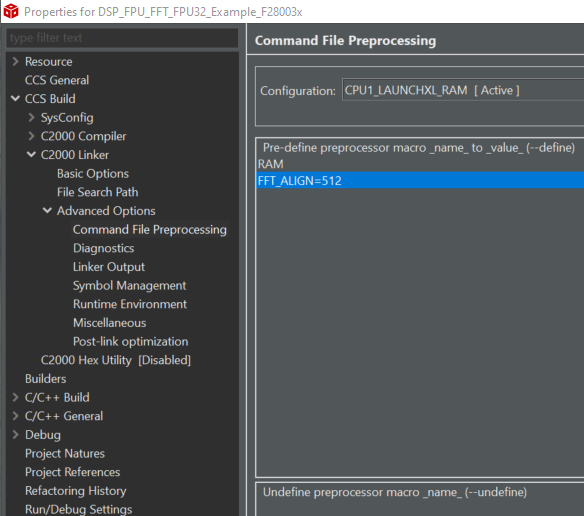 Properties for DSP_FPU_FFT_FPU32_Example_F28003x
type filter text
Resource
CCS General
CCS Build
SysConfig
C2000 Compiler
C2000 Linker
Basic Options
File Search Path
Advanced Options
Command File Preprocessing
Diagnostics
Linker Output
Symbol Management
Runtime Environment
Miscellaneous
Post-link optimization
C2000 Hex Utility [Disabled]
Builders
C/C++ Build
C/C++ General
Debug
Project Natures
Project References
Refactoring History
Run/Debug Settings
Command File Preprocessing
Configuration: CPU1_LAUNCHXL_RAM [ Active ]
Pre-define preprocessor macro _name_ to _value_ (--define)
RAM
FFT_ALIGN=512
Undefine preprocessor macro _name_ (--undefine)